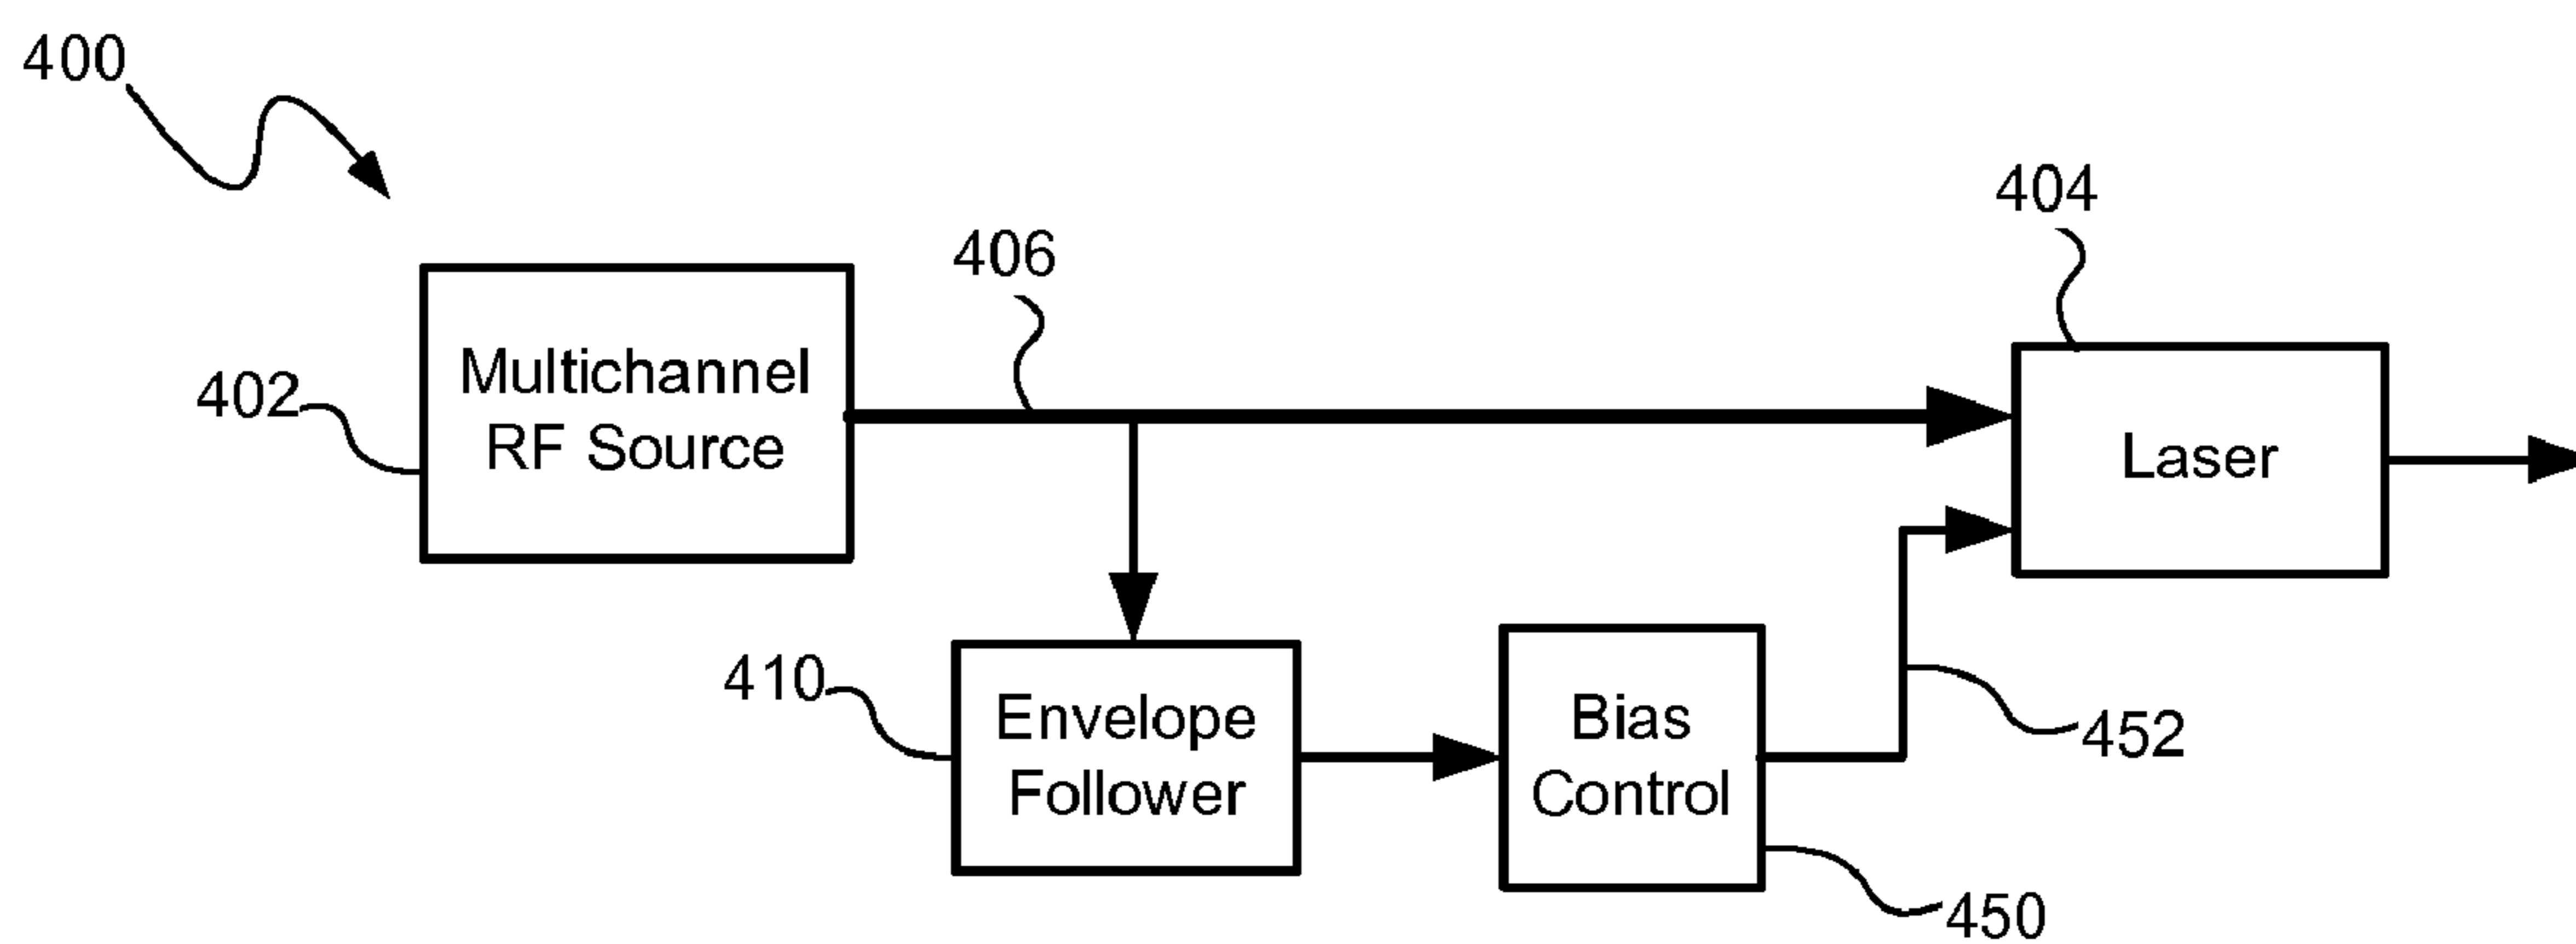 400
404
406
Multichannel
RF Source
402
Laser
410
Envelope
Follower
Bias
Control
452
450